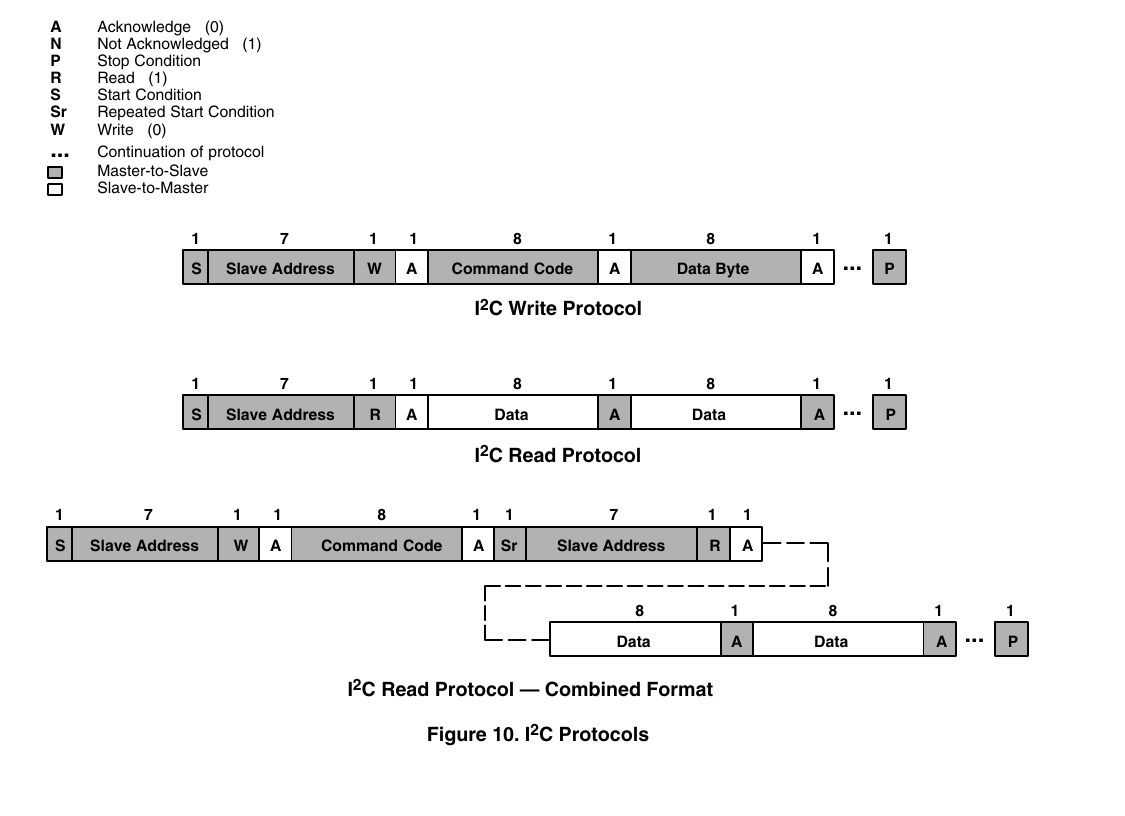 A Acknowledge (0)
N Not Acknowledged (1)
P Stop Condition
R Read (1)
S Start Condition
Sr Repeated Start Condition
W Write (0)
... Continuation of protocol
Master-to-Slave
Slave-to-Master
1 7 1 1 8 1 8 1 1
S Slave Address W A Command Code A Data Byte A ... P
I2C Write Protocol
1 7 1 1 8 1 8 1 1
S Slave Address R A Data A Data A ... P
I2C Read Protocol
1 7 1 1 8 1 1 7 1 1
S Slave Address W A Command Code A Sr Slave Address R A
8 1 8 1 1
Data A Data A ... P
I2C Read Protocol — Combined Format
Figure 10. I2C Protocols